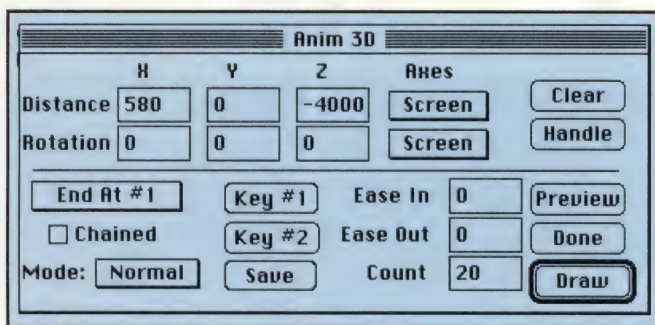 Anim 3D
X Y Z Axes
Distance 580 0 -4000 Screen Clear
Rotation 0 0 0 Screen Handle
End At #1 Key #1 Ease In 0 Preview
Chained Key #2 Ease Out 0 Done
Mode: Normal Save Count 20 Draw